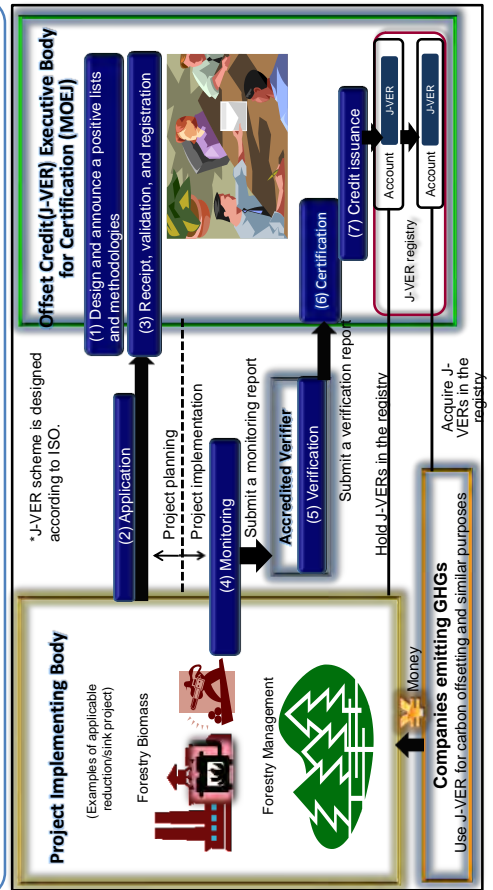 *J-VER scheme is designed
according to ISO.
Project Implementing Body
(Examples of applicable
reduction/sink project)
Forestry Biomass
Forestry Management
Offset Credit(J-VER) Executive Body
for Certification (MOEJ)
(1) Design and announce a positive lists
and methodologies
(2) Application
(3) Receipt, validation, and registration
Project planning
Project implementation
(4) Monitoring
Submit a monitoring report
Accredited Verifier
(5) Verification
Submit a verification report
(6) Certification
(7) Credit issuance
Account
J-VER
Account
J-VER
J-VER registry
Hold J-VERs in the registry
Acquire J-
VERs in the
registry
¥
Money
Companies emitting GHGs
Use J-VER for carbon offsetting and similar purposes